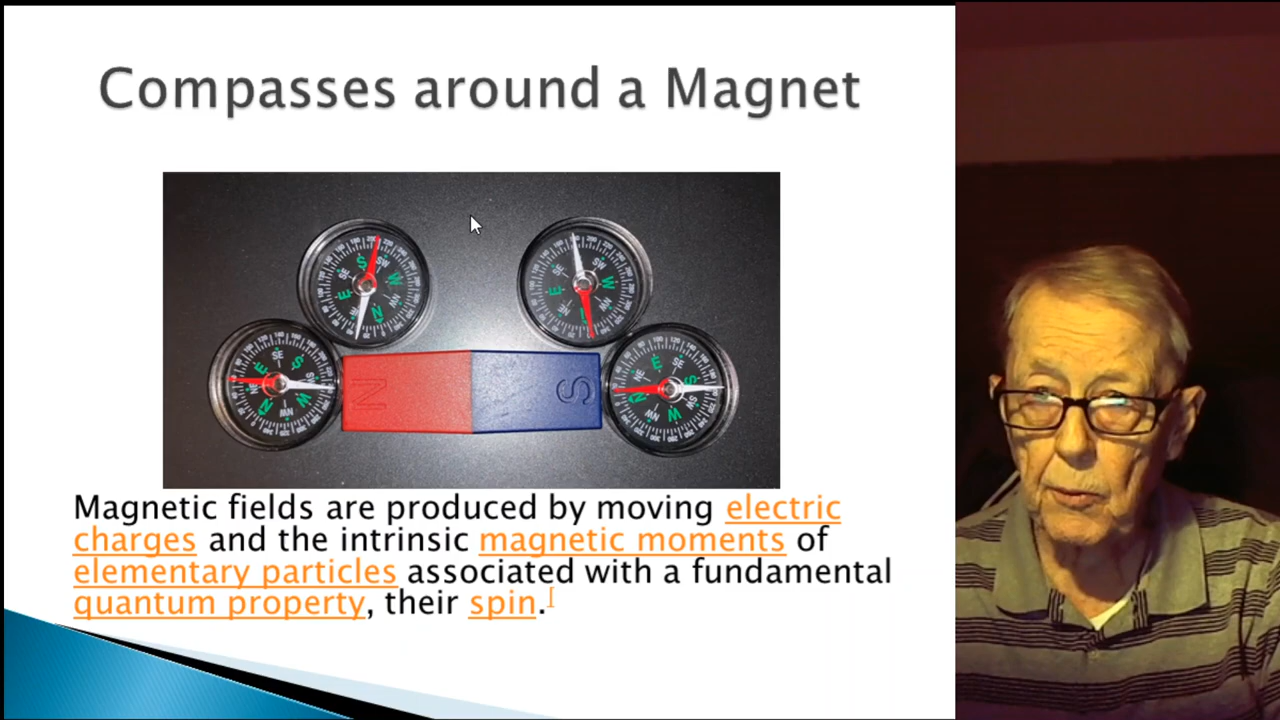 Compasses around a Magnet
N
S
Magnetic fields are produced by moving electric
charges and the intrinsic magnetic moments of
elementary particles associated with a fundamental
quantum property, their spin.[